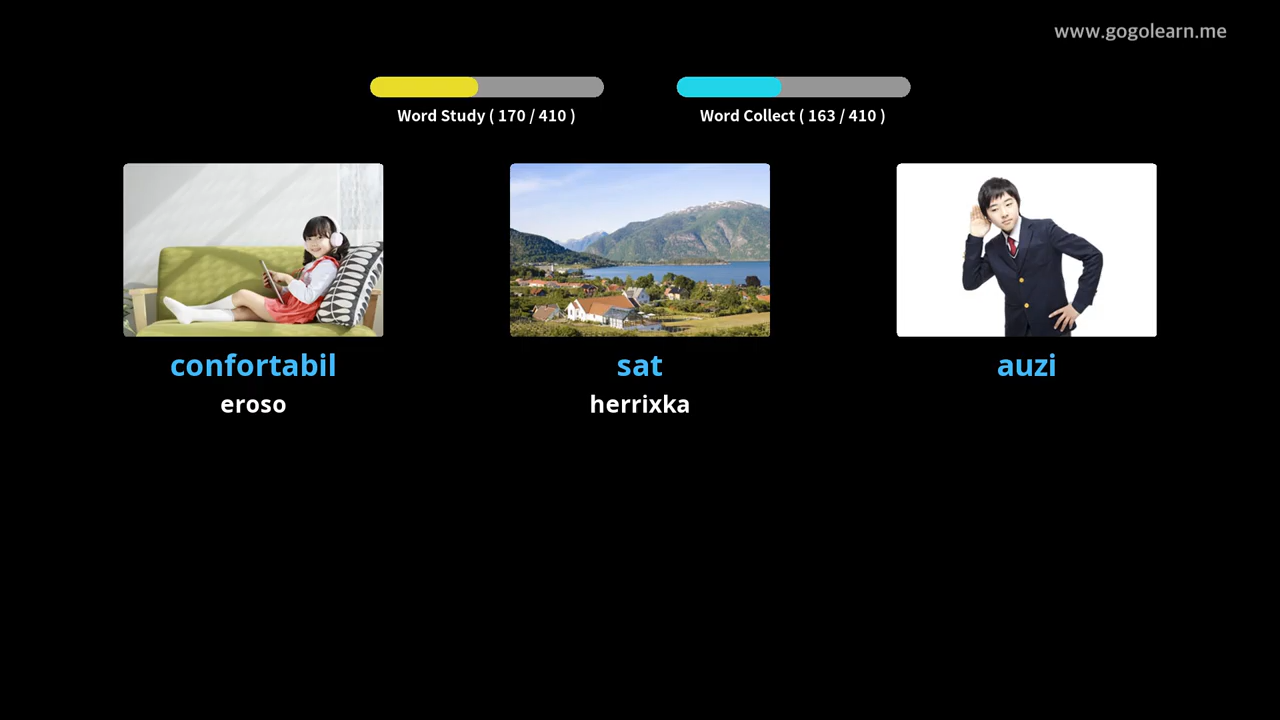 www.gogolearn.me
Word Study ( 170 / 410 )
Word Collect ( 163 / 410 )
confortabil
sat
auzi
eroso
herrixka